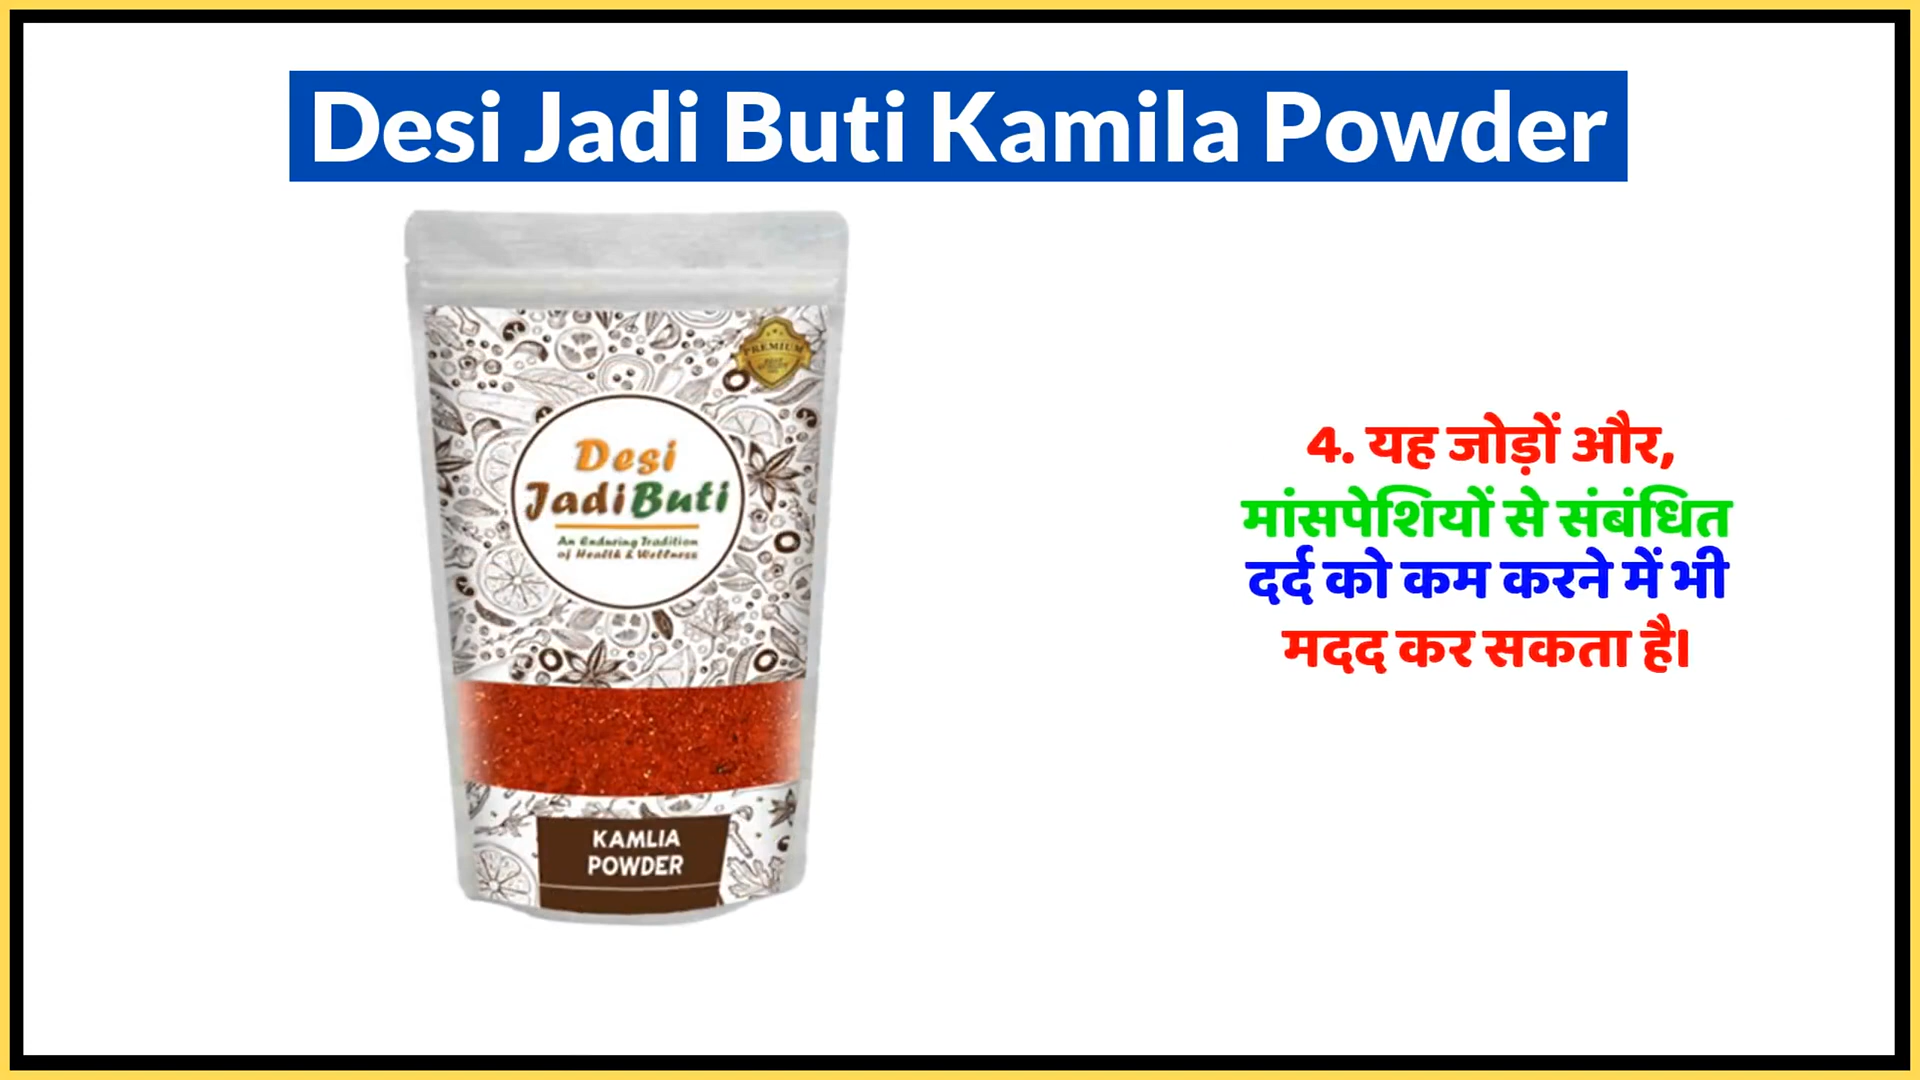 Desi Jadi Buti Kamila Powder
PREMIUM
Desi
JadiButi
An Enduring Tradition
of Health & Wellness
4. यह जोड़ों और,
मांसपेशियों से संबंधित
दर्द को कम करने में भी
मदद कर सकता है।
KAMLIA
POWDER